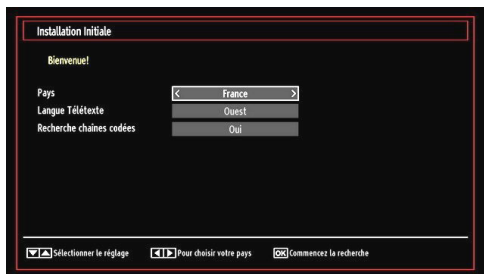 Installation Initiale
Bienvenue!
Pays < France >
Langue Télétexte Ouest
Recherche chaînes codées Oui
Sélectionner le réglage Pour choisir votre pays OK Commencez la recherche